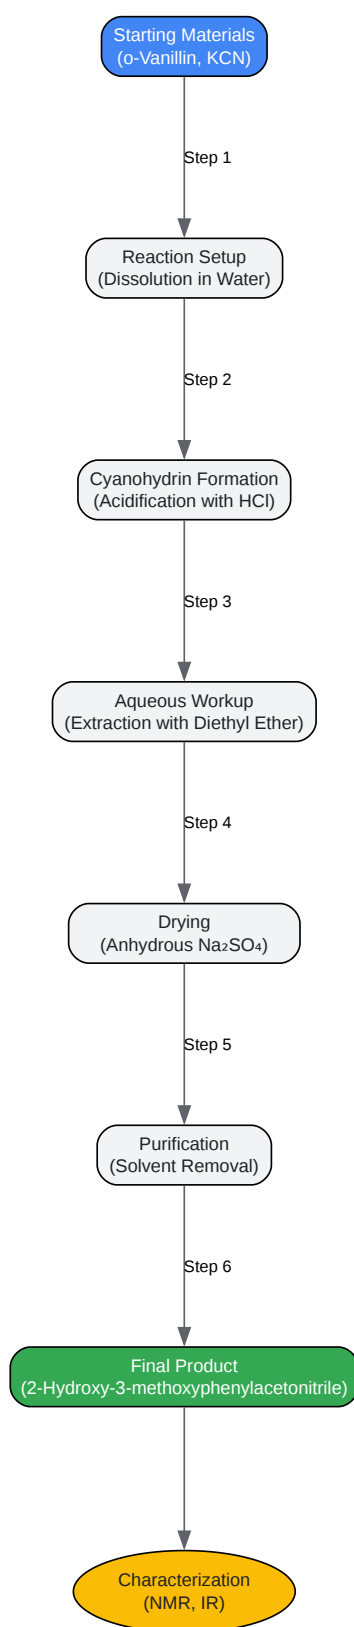 Starting Materials
(o-Vanillin, KCN)
Step 1
Reaction Setup
(Dissolution in Water)
Step 2
Cyanohydrin Formation
(Acidification with HCl)
Step 3
Aqueous Workup
(Extraction with Diethyl Ether)
Step 4
Drying
(Anhydrous Na₂SO₄)
Step 5
Purification
(Solvent Removal)
Step 6
Final Product
(2-Hydroxy-3-methoxyphenylacetonitrile)
Characterization
(NMR, IR)